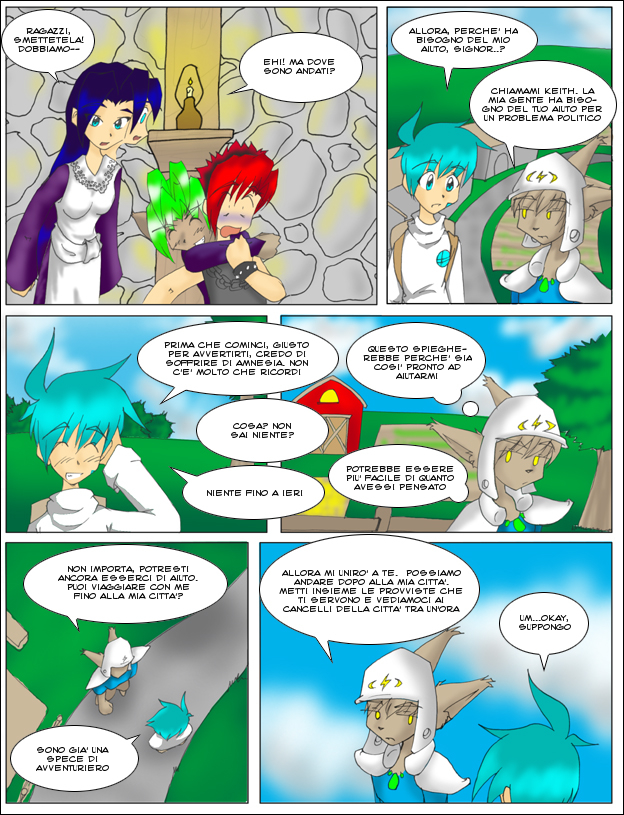 RAGAZZI,
SMETTETELA!
DOBBIAMO--
EHI! MA DOVE
SONO ANDATI?
ALLORA, PERCHE' HA
BISOGNO DEL MIO
AIUTO, SIGNOR..?
CHIAMAMI KEITH. LA
MIA GENTE HA BISO-
GNO DEL TUO AIUTO PER
UN PROBLEMA POLITICO
PRIMA CHE COMINCI, GIUSTO
PER AVVERTIRTI, CREDO DI
SOFFRIRE DI AMNESIA. NON
C'E' MOLTO CHE RICORDI
COSA? NON
SAI NIENTE?
NIENTE FINO A IERI
QUESTO SPIEGHE-
REBBE PERCHE' SIA
COSI' PRONTO AD
AIUTARMI
POTREBBE ESSERE
PIU' FACILE DI QUANTO
AVESSI PENSATO
NON IMPORTA, POTRESTI
ANCORA ESSERCI DI AIUTO.
PUOI VIAGGIARE CON ME
FINO ALLA MIA CITTA'?
SONO GIA' UNA
SPECE DI
AVVENTURIERO
ALLORA MI UNIRO' A TE. POSSIAMO
ANDARE DOPO ALLA MIA CITTA'.
METTI INSIEME LE PROVVISTE CHE
TI SERVONO E VEDIAMOCI AI
CANCELLI DELLA CITTA' TRA UN'ORA
UM...OKAY,
SUPPONGO